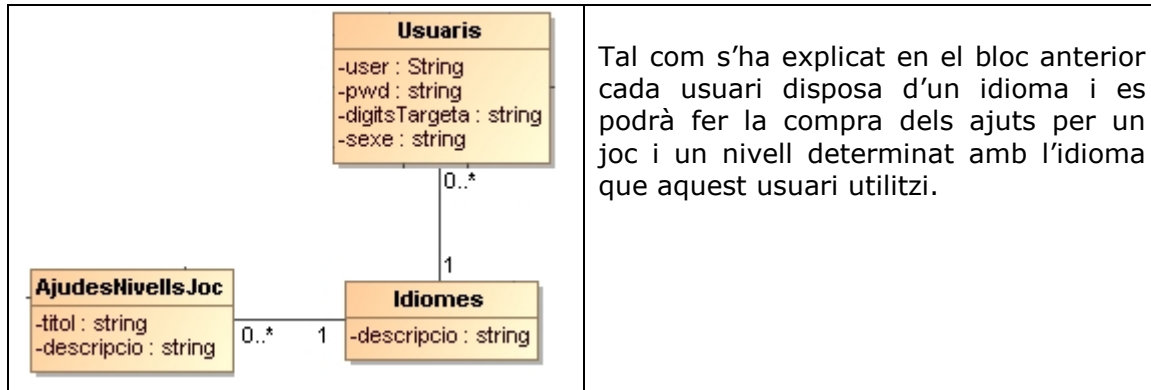 Usuaris
-user : String
-pwd : string
-digitsTargeta : string
-sexe : string
0..*
1
AjudesNivellsJoc
-titol : string
-descripcio : string
0..*
1
Idiomes
-descripcio : string
Tal com s’ha explicat en el bloc anterior
cada usuari disposa d’un idioma i es
podrà fer la compra dels ajuts per un
joc i un nivell determinat amb l’idioma
que aquest usuari utilitzi.